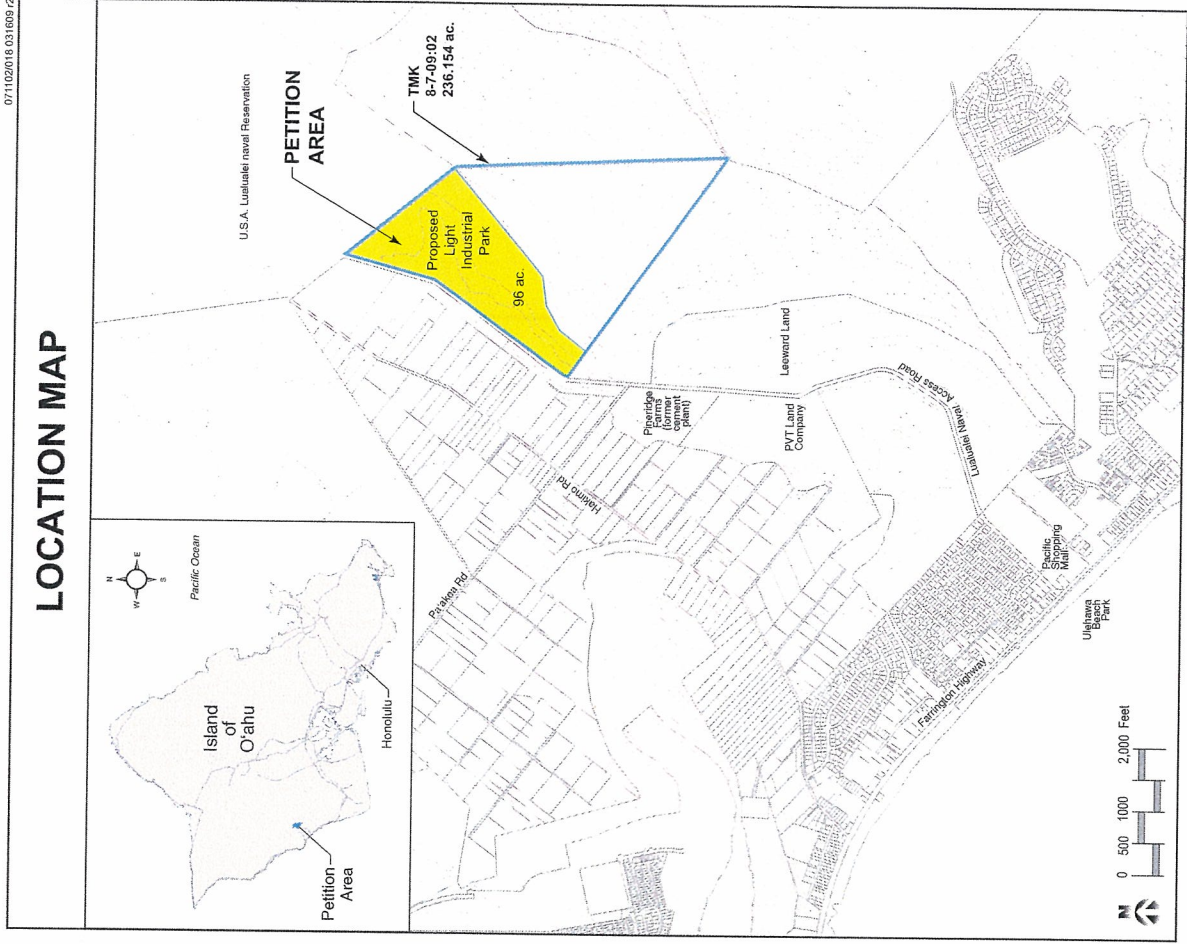 071102/018 031609 r2
LOCATION MAP
U.S.A. Lualualei naval Reservation
PETITION
AREA
TMK
8-7-09:02
236.154 ac.
Proposed
Light
Industrial
Park
96 ac.
N
W
E
S
Pacific Ocean
Island
of
O‘ahu
Honolulu
Petition
Area
Pa‘akea Rd
Hakimo Rd
Pineridge
Farms
(former
cement
plant)
Leeward Land
PVT Land
Company
Lualualei Naval Access Road
Pacific
Shopping
Mall
Ulehawa
Beach
Park
Farrington Highway
N
0 500 1000 2,000 Feet